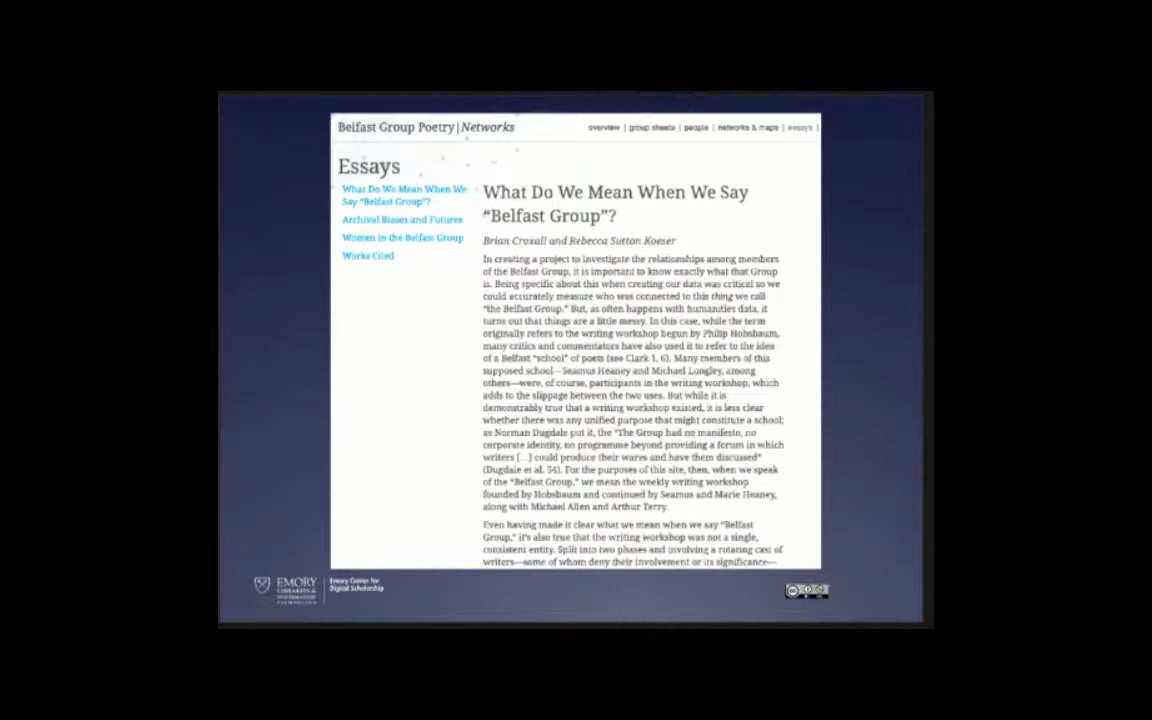 Belfast Group Poetry|Networks
overview | group sheets | people | networks & maps | essays |
Essays
What Do We Mean When We
Say "Belfast Group"?
Archival Biases and Futures
Women in the Belfast Group
Works Cited
What Do We Mean When We Say
"Belfast Group"?
Brian Croxall and Rebecca Sutton Koeser
In creating a project to investigate the relationships among members
of the Belfast Group, it is important to know exactly what that Group
is. Being specific about this when creating our data was critical so we
could accurately measure who was connected to this thing we call
"the Belfast Group." But, as often happens with humanities data, it
turns out that things are a little messy. In this case, while the term
originally refers to the writing workshop begun by Philip Hobsbaum,
many critics and commentators have also used it to refer to the idea
of a Belfast "school" of poets (see Clark 1, 6). Many members of this
supposed school—Seamus Heaney and Michael Longley, among
others—were, of course, participants in the writing workshop, which
adds to the slippage between the two uses. But while it is
demonstrably true that a writing workshop existed, it is less clear
whether there was any unified purpose that might constitute a school;
as Norman Dugdale put it, the "The Group had no manifesto, no
corporate identity, no programme beyond providing a forum in which
writers [...] could produce their wares and have them discussed"
(Dugdale et al. 54). For the purposes of this site, then, when we speak
of the "Belfast Group," we mean the weekly writing workshop
founded by Hobsbaum and continued by Seamus and Marie Heaney,
along with Michael Allen and Arthur Terry.
Even having made it clear what we mean when we say "Belfast
Group," it's also true that the writing workshop was not a single,
consistent entity. Split into two phases and involving a rotating cast of
writers—some of whom deny their involvement or its significance—
EMORY
LIBRARIES &
INFORMATION
TECHNOLOGY
Emory Center for
Digital Scholarship